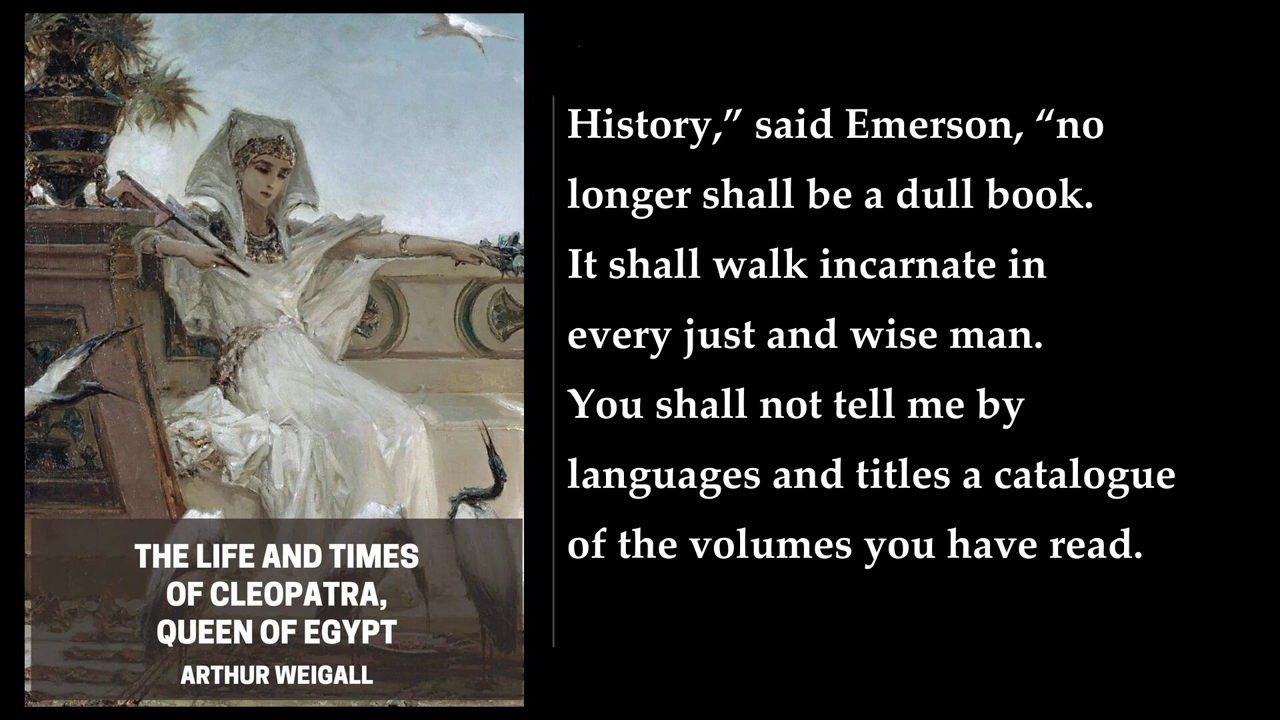 THE LIFE AND TIMES
OF CLEOPATRA,
QUEEN OF EGYPT
ARTHUR WEIGALL
History,” said Emerson, “no
longer shall be a dull book.
It shall walk incarnate in
every just and wise man.
You shall not tell me by
languages and titles a catalogue
of the volumes you have read.